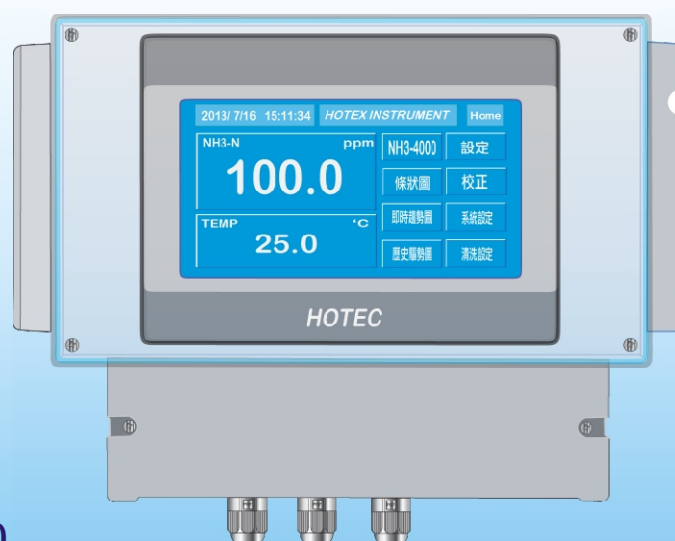 2013/ 7/16 15:11:34 HOTEX INSTRUMENT Home
NH3-N ppm
100.0
TEMP °C
25.0
NH3-4000 設定
條狀圖 校正
即時趨勢圖 系統設定
歷史驅勢圖 清洗設定
HOTEC